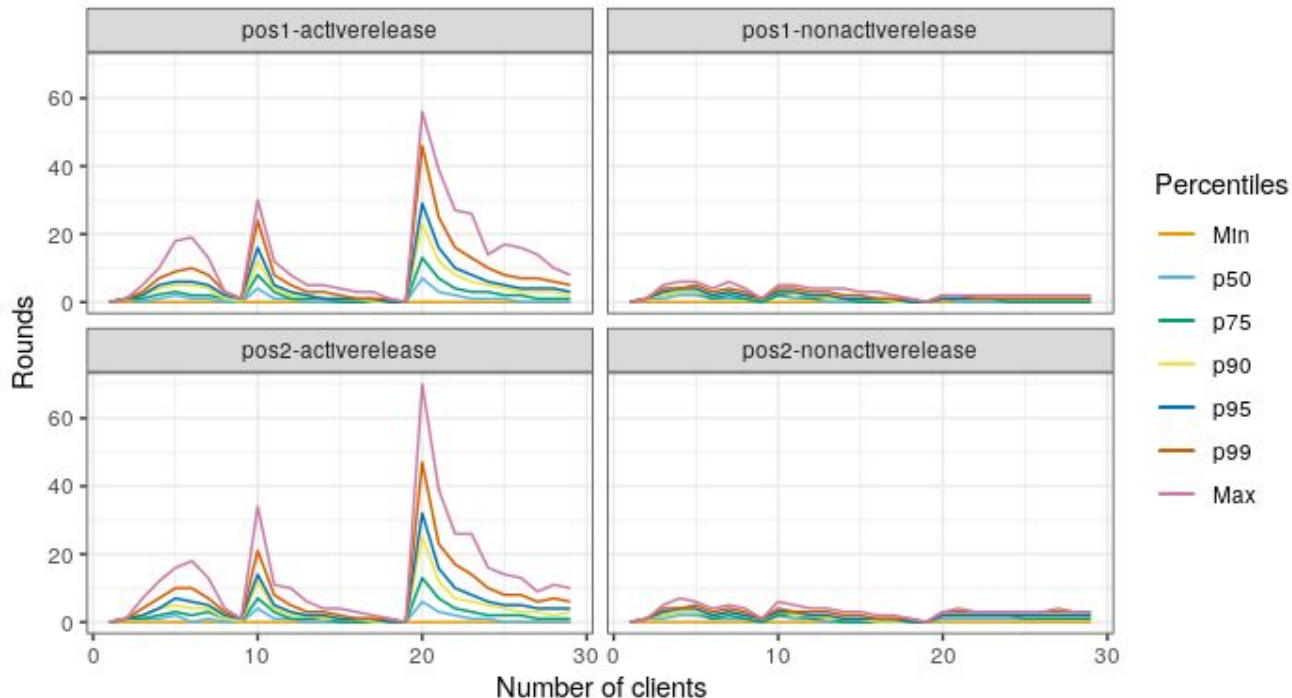 pos1-activerelease
pos1-nonactiverelease
60
40
20
0
pos2-activerelease
pos2-nonactiverelease
60
40
20
0
0 10 20 30 0 10 20 30
Rounds
Number of clients
Percentiles
Min
p50
p75
p90
p95
p99
Max